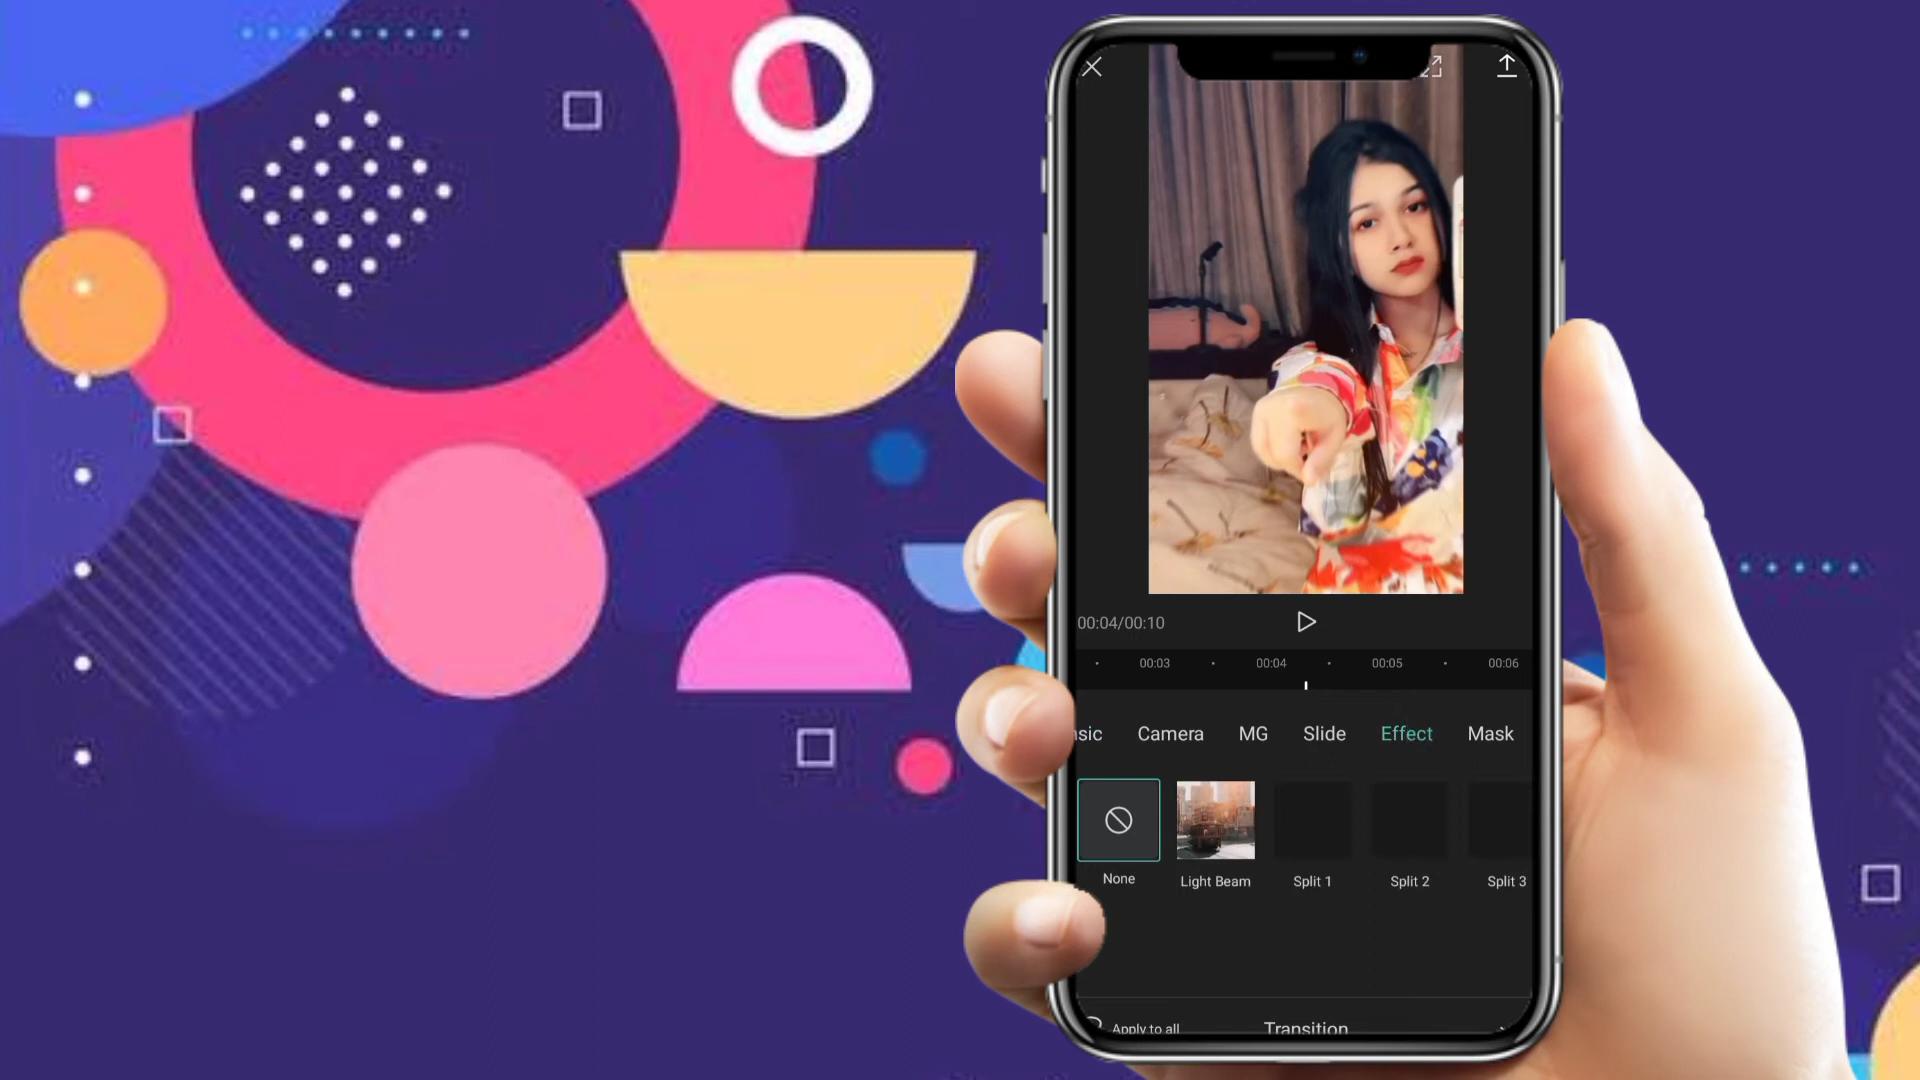 00:04/00:10
00:03 00:04 00:05 00:06
sic Camera MG Slide Effect Mask
None Light Beam Split 1 Split 2 Split 3
Apply to all Transition